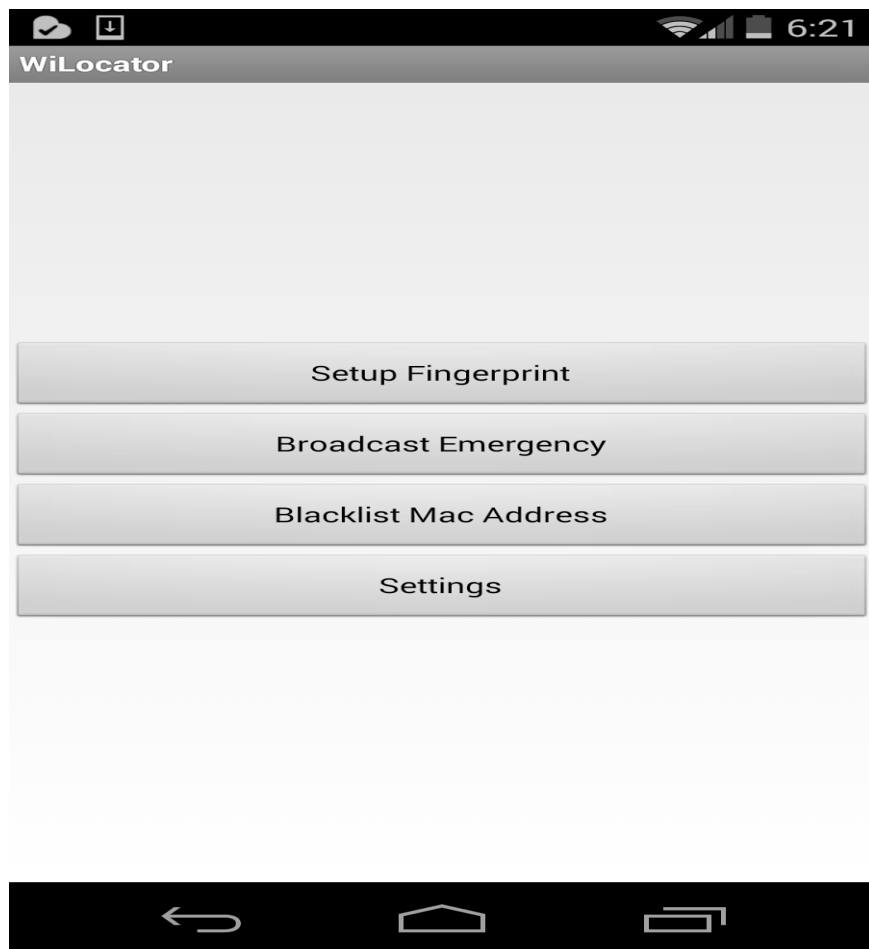 6:21
WiLocator
Setup Fingerprint
Broadcast Emergency
Blacklist Mac Address
Settings